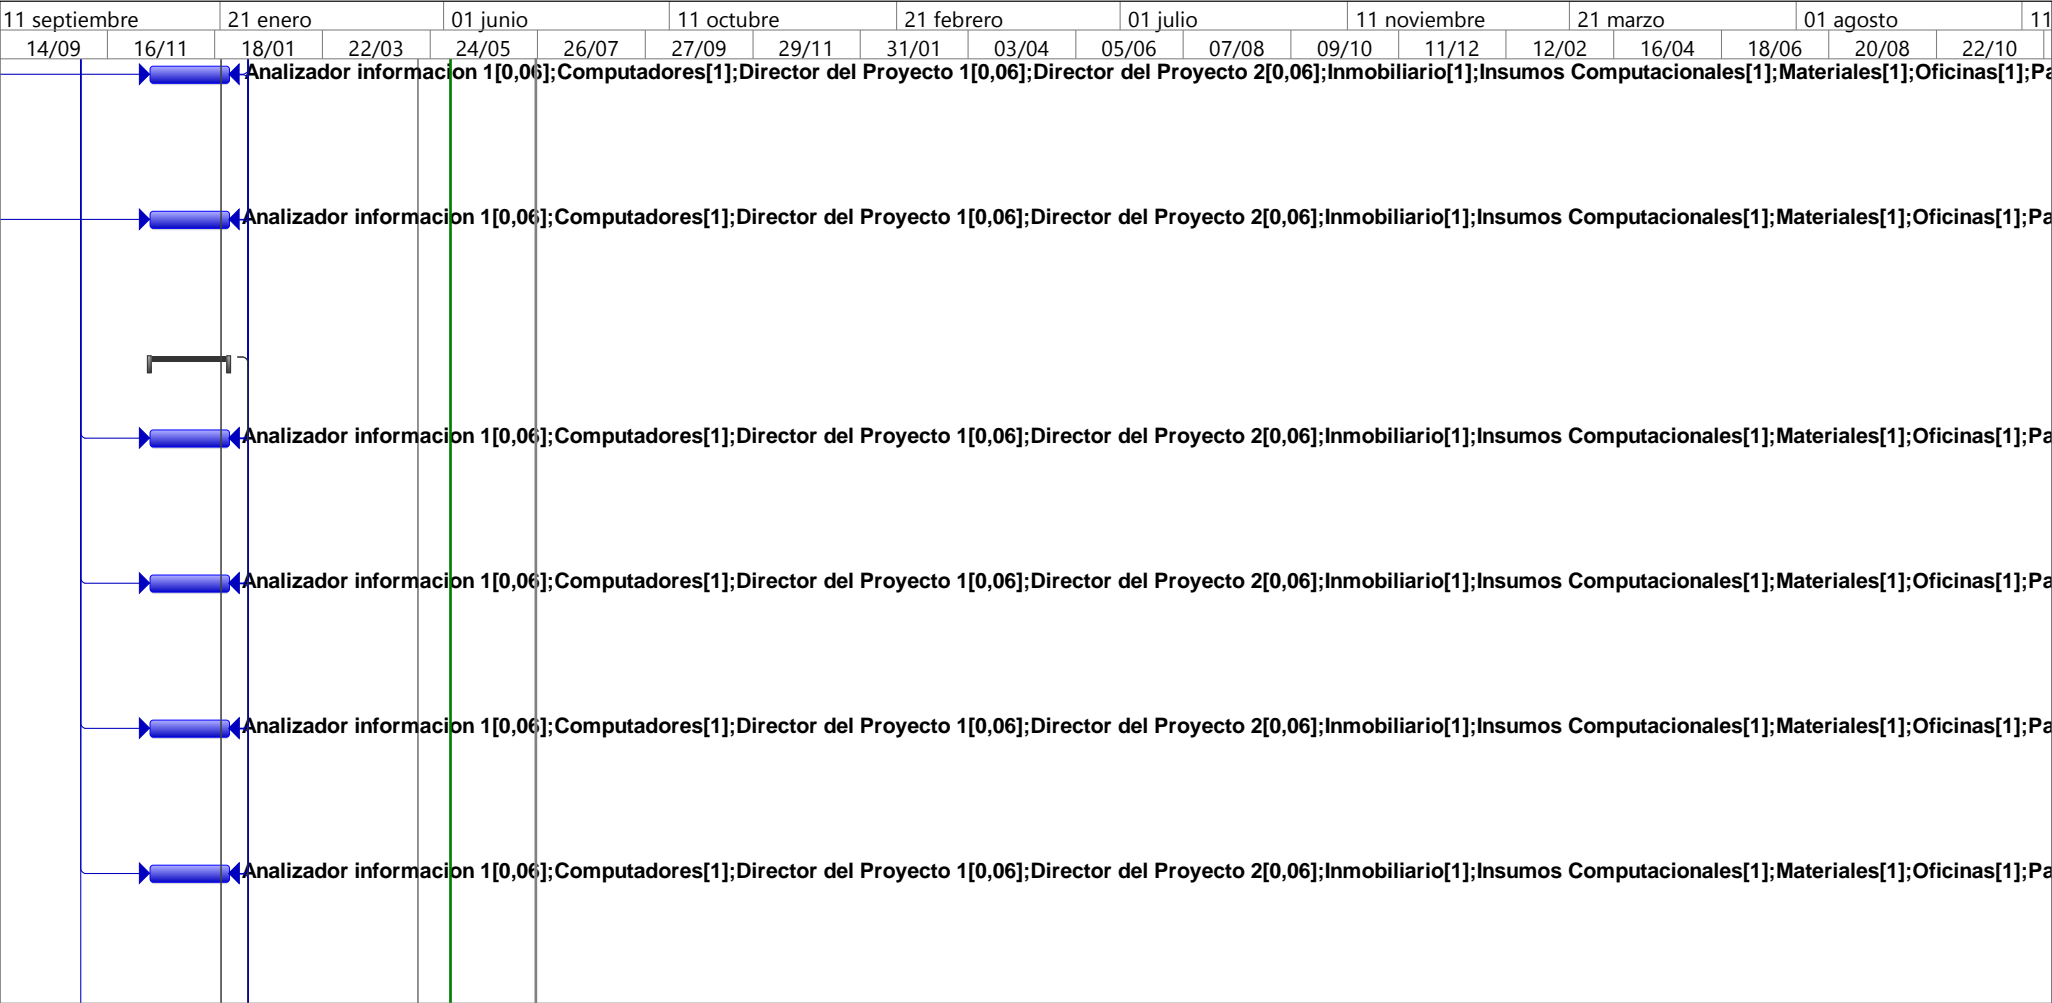 11 septiembre 21 enero 01 junio 11 octubre 21 febrero 01 julio 11 noviembre 21 marzo 01 agosto 11
14/09 16/11 18/01 22/03 24/05 26/07 27/09 29/11 31/01 03/04 05/06 07/08 09/10 11/12 12/02 16/04 18/06 20/08 22/10
Analizador informacion 1[0,06];Computadores[1];Director del Proyecto 1[0,06];Director del Proyecto 2[0,06];Inmobiliario[1];Insumos Computacionales[1];Materiales[1];Oficinas[1];Pa
Analizador informacion 1[0,06];Computadores[1];Director del Proyecto 1[0,06];Director del Proyecto 2[0,06];Inmobiliario[1];Insumos Computacionales[1];Materiales[1];Oficinas[1];Pa
Analizador informacion 1[0,06];Computadores[1];Director del Proyecto 1[0,06];Director del Proyecto 2[0,06];Inmobiliario[1];Insumos Computacionales[1];Materiales[1];Oficinas[1];Pa
Analizador informacion 1[0,06];Computadores[1];Director del Proyecto 1[0,06];Director del Proyecto 2[0,06];Inmobiliario[1];Insumos Computacionales[1];Materiales[1];Oficinas[1];Pa
Analizador informacion 1[0,06];Computadores[1];Director del Proyecto 1[0,06];Director del Proyecto 2[0,06];Inmobiliario[1];Insumos Computacionales[1];Materiales[1];Oficinas[1];Pa
Analizador informacion 1[0,06];Computadores[1];Director del Proyecto 1[0,06];Director del Proyecto 2[0,06];Inmobiliario[1];Insumos Computacionales[1];Materiales[1];Oficinas[1];Pa